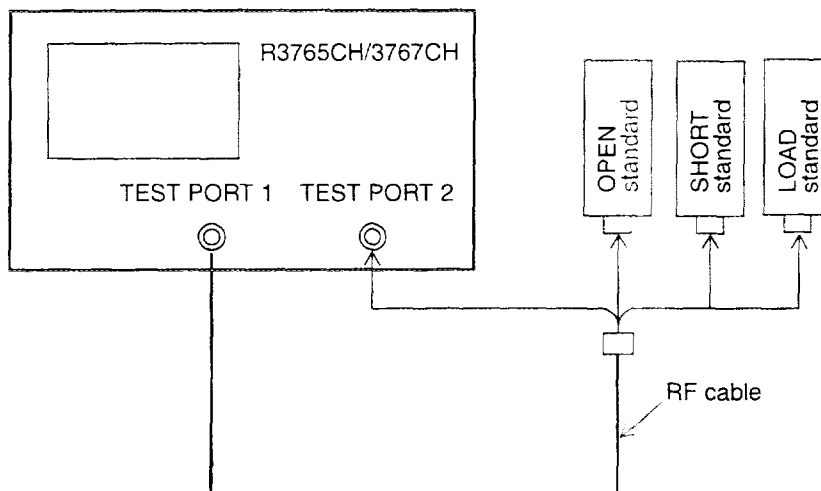 R3765CH/3767CH
TEST PORT 1
TEST PORT 2
OPEN
standard
SHORT
standard
LOAD
standard
RF cable